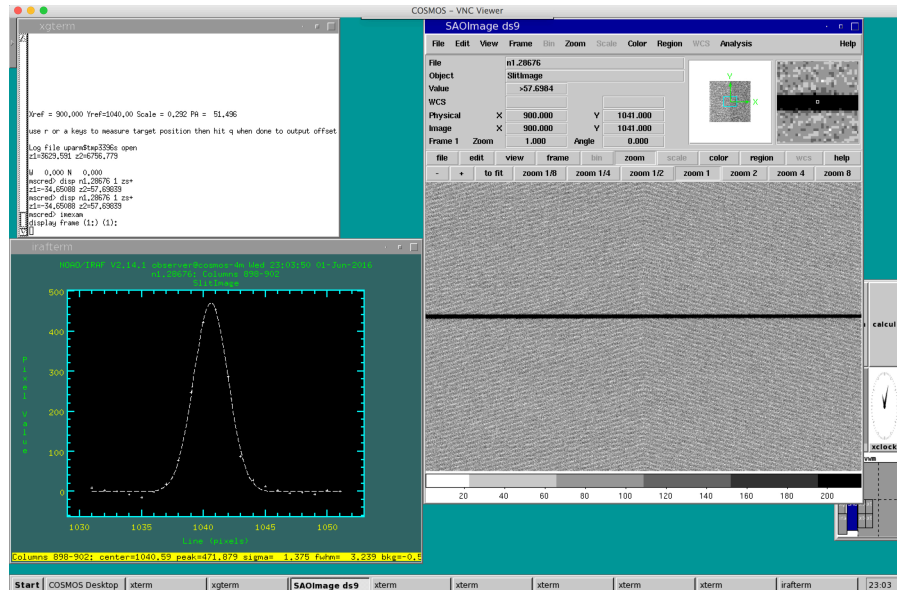 COSMOS – VNC Viewer
xgterm
Xref = 900,000 Yref=1040,00 Scale = 0,292 PA = 51,496
use r or a keys to measure target position then hit q when done to output offset
Log file uparm$tmp3396s open
z1=3629,591 z2=6756,779
W 0,000 N 0,000
mscred> disp n1.28676 1 zs+
z1=-34,65088 z2=57,69839
mscred> disp n1.28676 1 zs+
z1=-34,65088 z2=57,69839
mscred> imexam
display frame (1:) (1):
irafterm
NOAO/IRAF V2.14.1 observer@cosmos-4m Wed 23:03:50 01-Jun-2016
n1.28676: Columns 898-902
SlitImage
500
400
300
200
100
0
Pixel Value
1030 1035 1040 1045 1050
Line (pixels)
Columns 898-902: center=1040,59 peak=471,879 sigma= 1,375 fwhm= 3,239 bkg=-0,5
SAOImage ds9
File Edit View Frame Bin Zoom Scale Color Region WCS Analysis Help
File n1.28676
Object SlitImage
Value >57.6984
WCS
Physical X 900.000 Y 1041.000
Image X 900.000 Y 1041.000
Frame 1 Zoom 1.000 Angle 0.000
Y
X
file edit view frame bin zoom scale color region wcs help
- + to fit zoom 1/8 zoom 1/4 zoom 1/2 zoom 1 zoom 2 zoom 4 zoom 8
20 40 60 80 100 120 140 160 180 200
calcul
xclock
Start COSMOS Desktop xterm xgterm SAOImage ds9 xterm xterm xterm xterm xterm irafterm 23:03